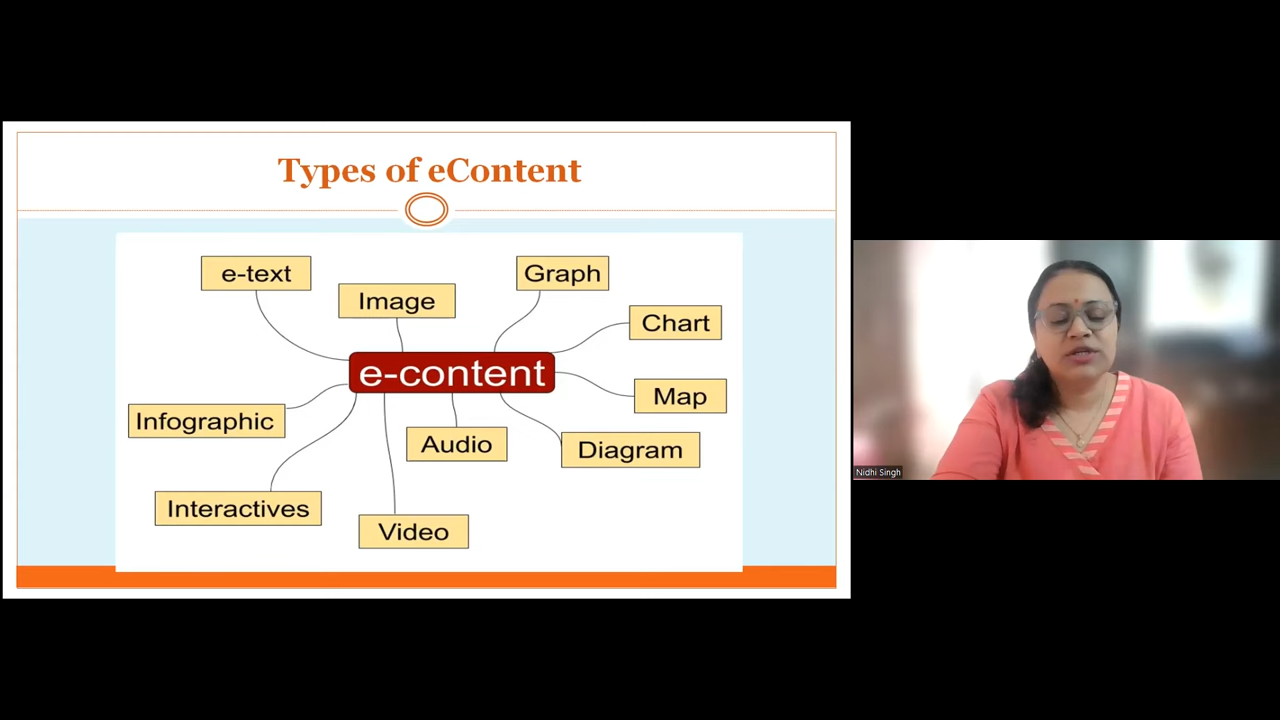 Types of eContent
e-text
Image
Graph
Chart
e-content
Map
Infographic
Audio
Diagram
Interactives
Video
Nidhi Singh